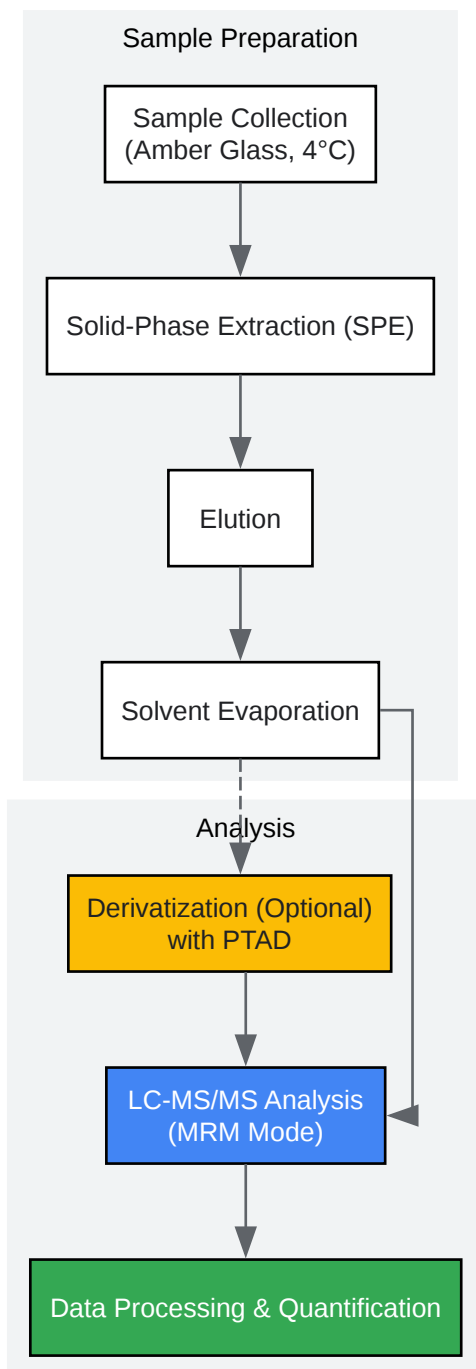 Sample Preparation
Sample Collection
(Amber Glass, 4°C)
Solid-Phase Extraction (SPE)
Elution
Solvent Evaporation
Analysis
Derivatization (Optional)
with PTAD
LC-MS/MS Analysis
(MRM Mode)
Data Processing & Quantification